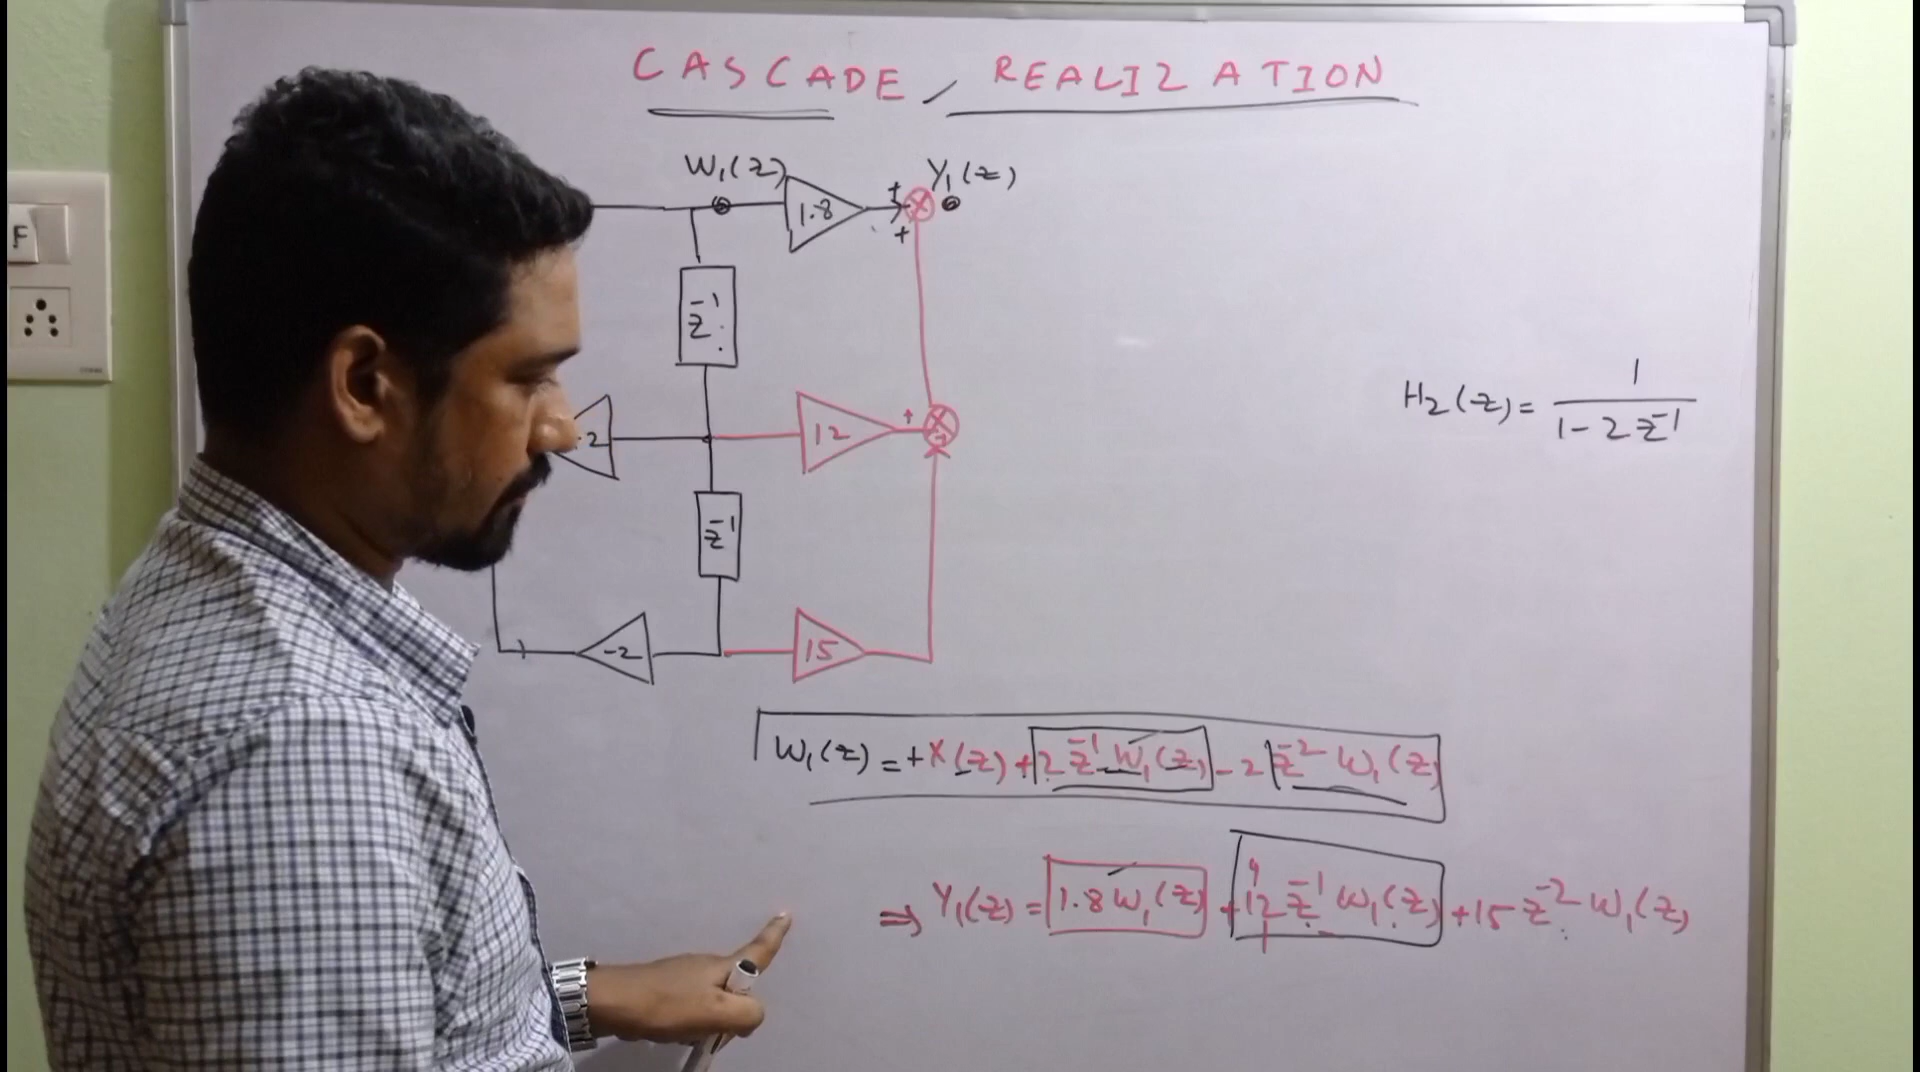 CASCADE REALIZATION
W₁(z)
Y₁(z)
1.8
+
+
z⁻¹
F
H₂(z) = 1 / (1 - 2z⁻¹)
2
12
+
+
z⁻¹
-2
15
W₁(z) = +X(z) + 2z⁻¹W₁(z) - 2z⁻²W₁(z)
⇒ Y₁(z) = 1.8W₁(z) + 12z⁻¹W₁(z) + 15z⁻²W₁(z)